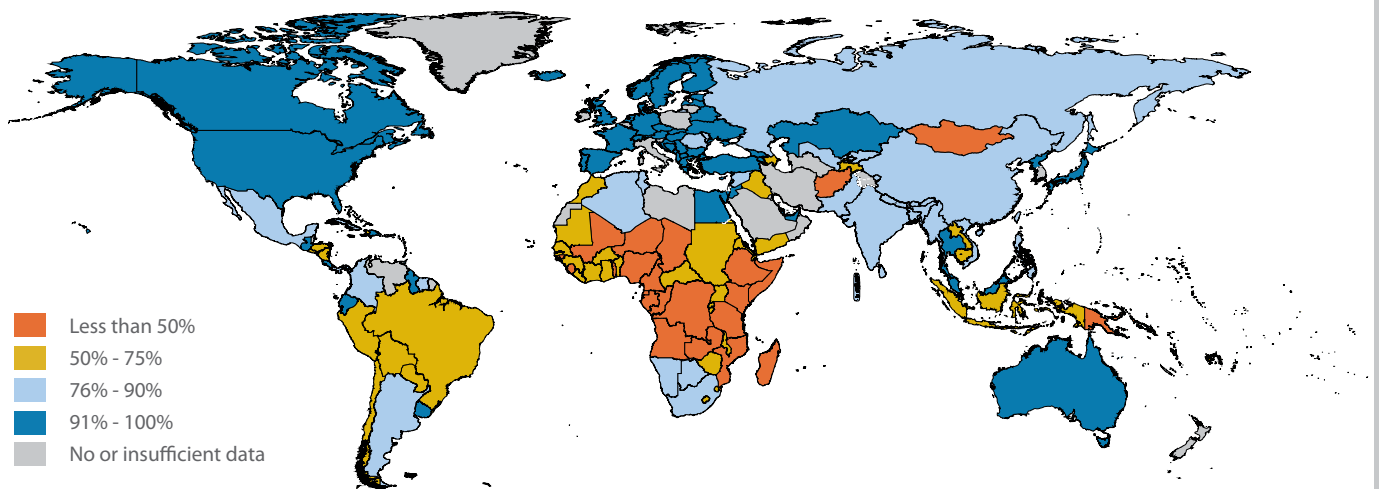 Less than 50%
50% - 75%
76% - 90%
91% - 100%
No or insufficient data